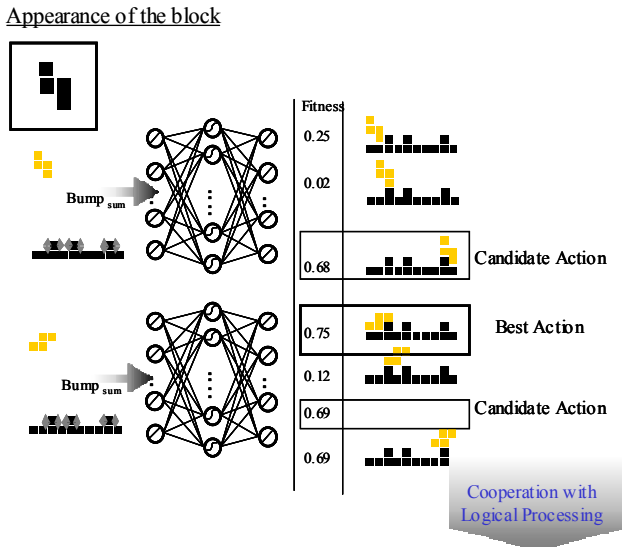 Appearance of the block
Fitness
0.25
0.02
Bump sum
0.68
Candidate Action
0.75
Best Action
0.12
Bump sum
0.69
Candidate Action
0.69
Cooperation with
Logical Processing